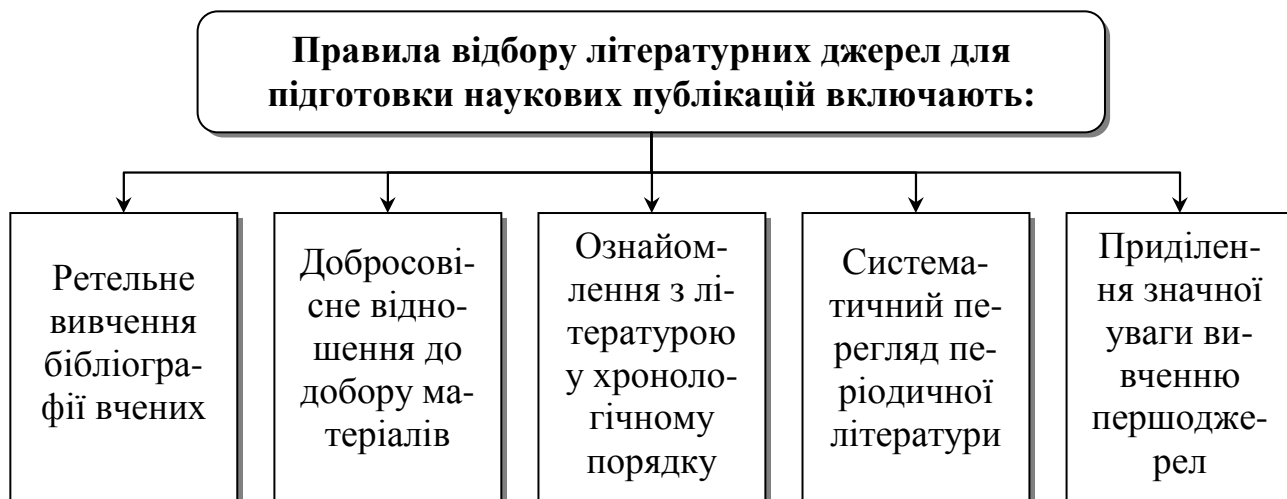 Правила відбору літературних джерел для
підготовки наукових публікацій включають:
Ретельне
вивчення
бібліогра-
фії вчених
Добросові-
сне відно-
шення до
добору ма-
теріалів
Ознайом-
лення з лі-
тературою
у хроноло-
гічному
порядку
Система-
тичний пе-
регляд пе-
ріодичної
літератури
Приділен-
ня значної
уваги ви-
вченню
першодже-
рел